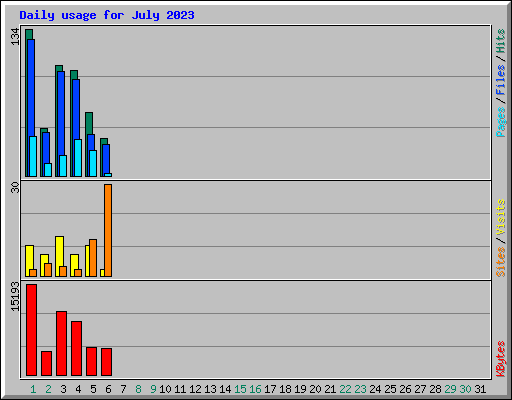 Daily usage for July 2023
134
Pages / Files / Hits
30
Sites / Visits
15193
KBytes
1 2 3 4 5 6 7 8 9 10 11 12 13 14 15 16 17 18 19 20 21 22 23 24 25 26 27 28 29 30 31